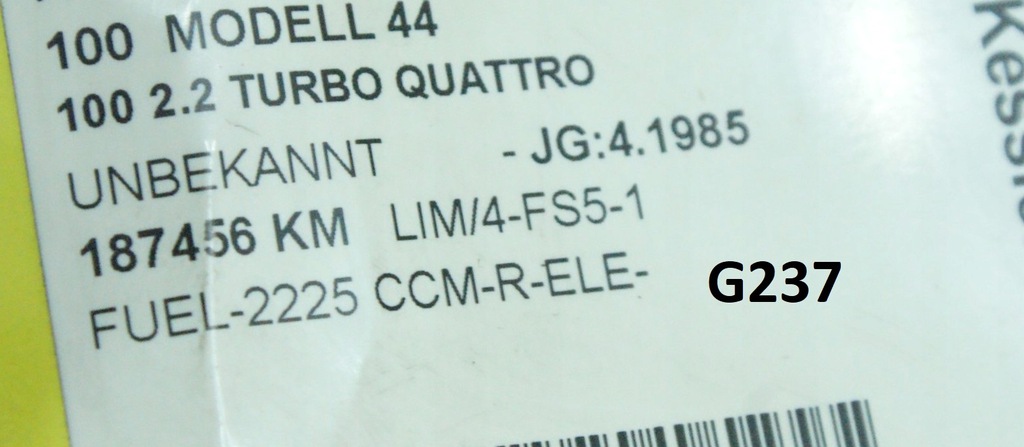 100 MODELL 44
100 2.2 TURBO QUATTRO
UNBEKANNT - JG:4.1985
187456 KM LIM/4-FS5-1
FUEL-2225 CCM-R-ELE-
G237